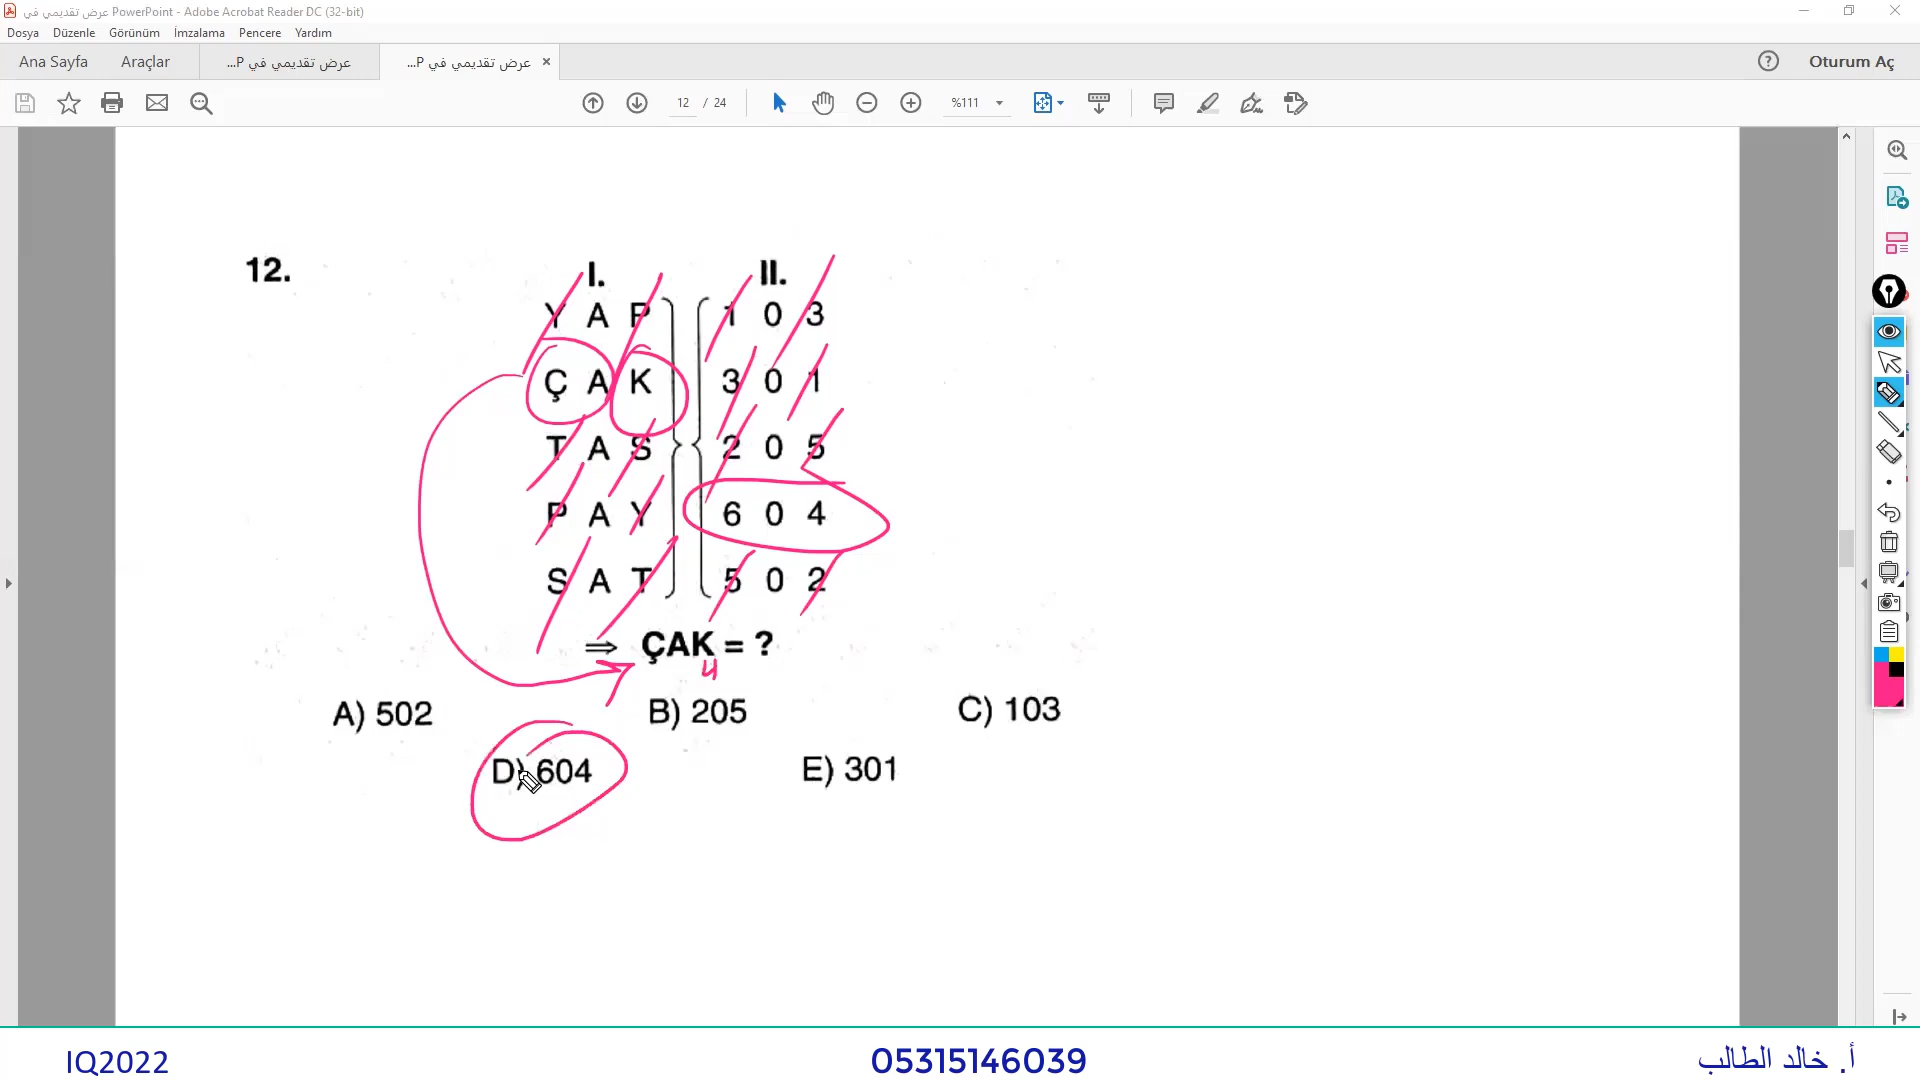 عرض تقديمي في PowerPoint - Adobe Acrobat Reader DC (32-bit)
Dosya Düzenle Görünüm İmzalama Pencere Yardım
Ana Sayfa Araçlar عرض تقديمي في P... عرض تقديمي في P... × ? Oturum Aç
12 / 24 %111
12. I. II.
Y A P 1 0 3
Ç A K 3 0 1
T A S 2 0 5
P A Y 6 0 4
S A T 5 0 2
⇒ ÇAK = ?
4
A) 502 B) 205 C) 103
D) 604 E) 301
IQ2022 05315146039 أ. خالد الطالب